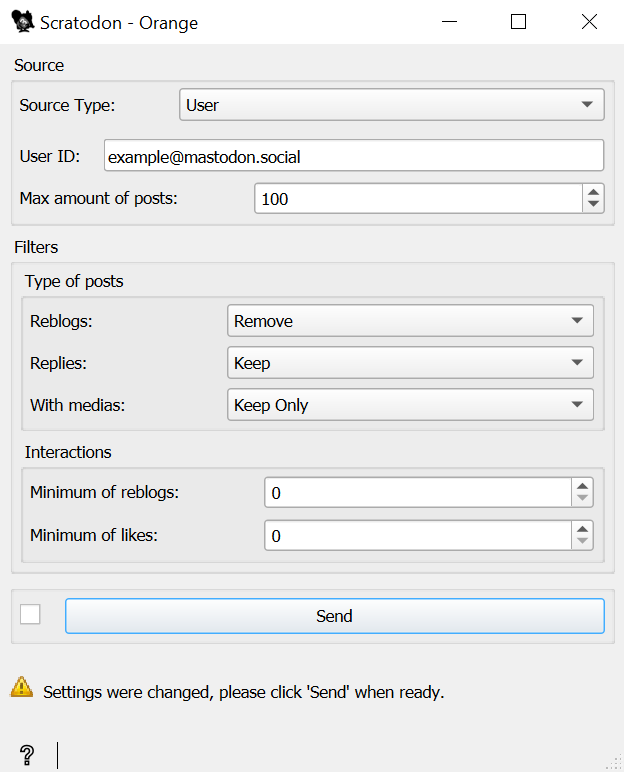 Scratodon - Orange
Source
Source Type: User
User ID: example@mastodon.social
Max amount of posts: 100
Filters
Type of posts
Reblogs: Remove
Replies: Keep
With medias: Keep Only
Interactions
Minimum of reblogs: 0
Minimum of likes: 0
Send
Settings were changed, please click 'Send' when ready.
?